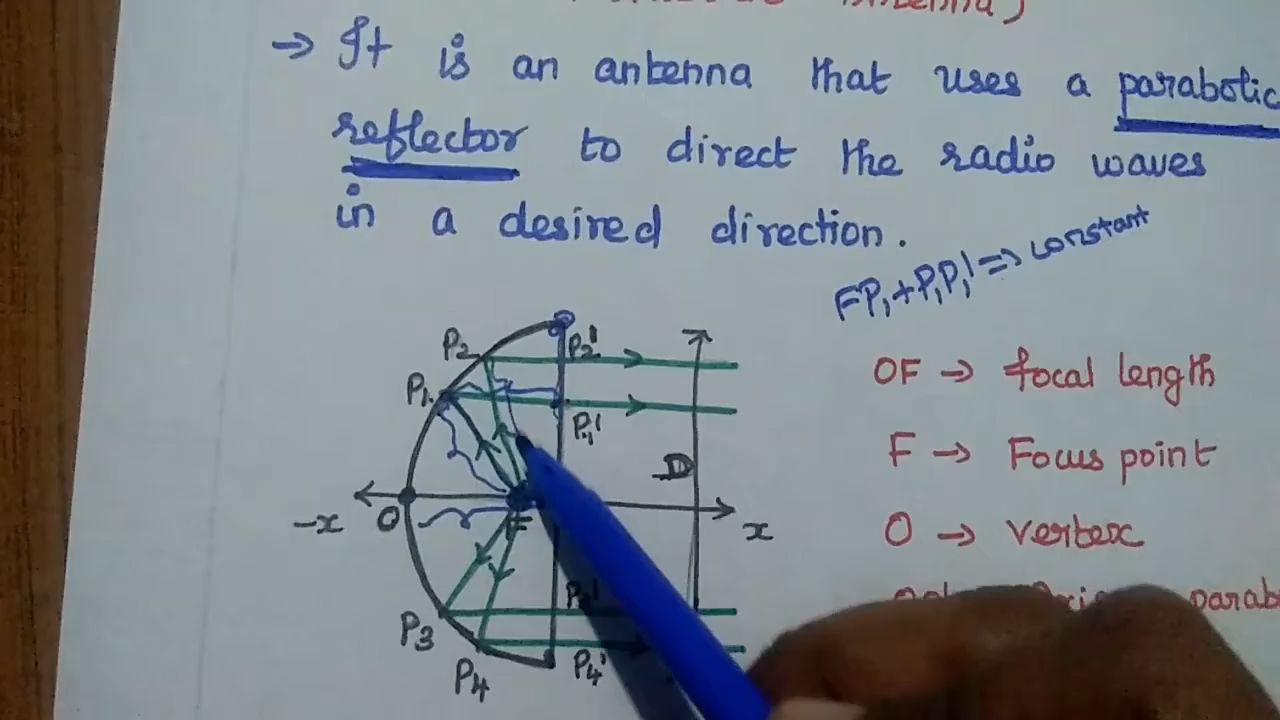 → It is an antenna that uses a parabolic
reflector to direct the radio waves
in a desired direction.
FP1+P1P1' => constant
P2 P2'
P1 P1'
OF → focal length
F → Focus point
D
-x O F x
O → vertex
P3
P4 P4'